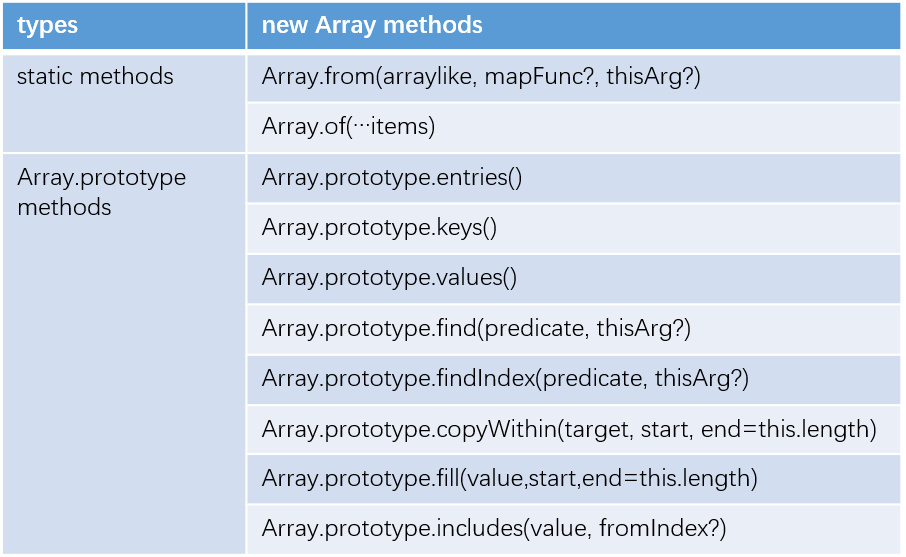 types
new Array methods
static methods
Array.from(arraylike, mapFunc?, thisArg?)
Array.of(···items)
Array.prototype
methods
Array.prototype.entries()
Array.prototype.keys()
Array.prototype.values()
Array.prototype.find(predicate, thisArg?)
Array.prototype.findIndex(predicate, thisArg?)
Array.prototype.copyWithin(target, start, end=this.length)
Array.prototype.fill(value,start,end=this.length)
Array.prototype.includes(value, fromIndex?)